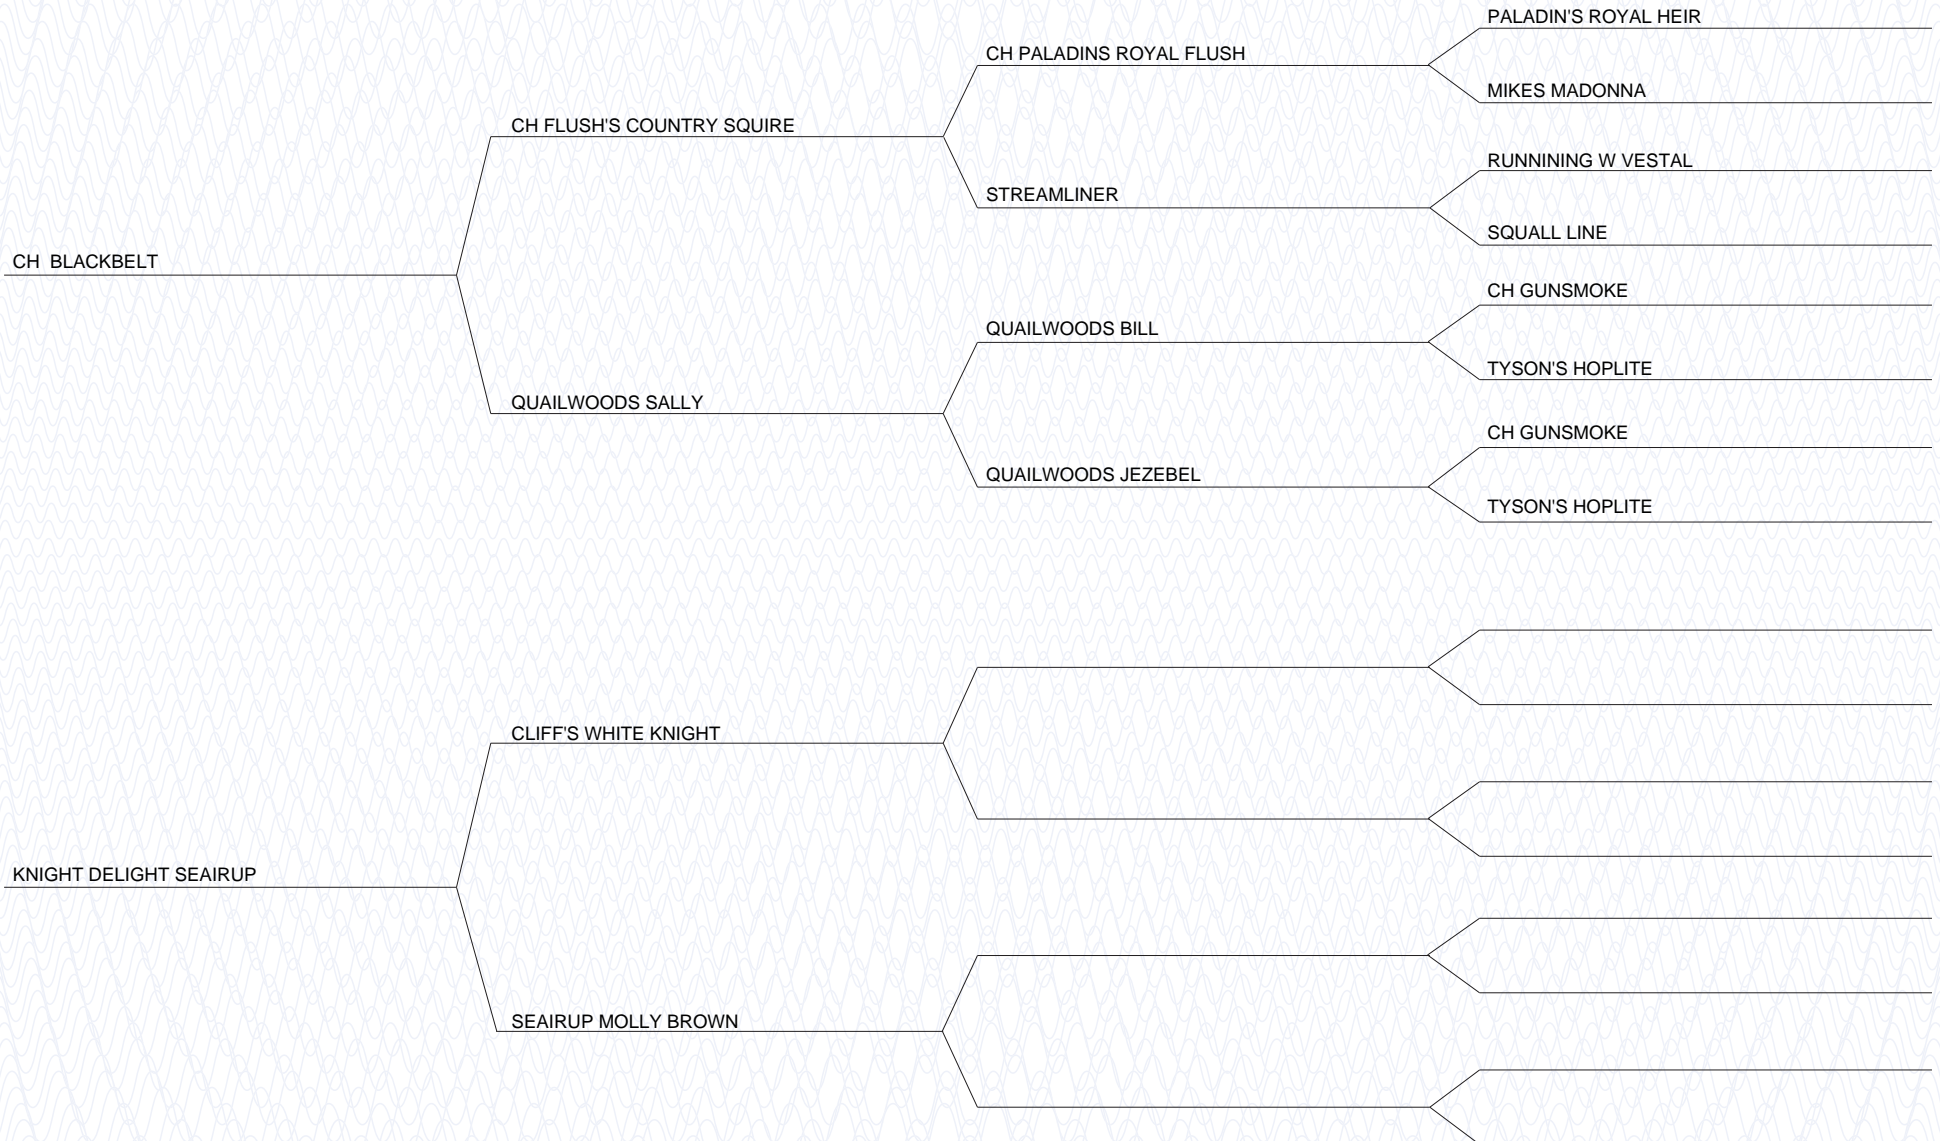 PALADIN'S ROYAL HEIR
CH PALADINS ROYAL FLUSH
MIKES MADONNA
CH FLUSH'S COUNTRY SQUIRE
RUNNINING W VESTAL
STREAMLINER
SQUALL LINE
CH  BLACKBELT
CH GUNSMOKE
QUAILWOODS BILL
TYSON'S HOPLITE
QUAILWOODS SALLY
CH GUNSMOKE
QUAILWOODS JEZEBEL
TYSON'S HOPLITE
CLIFF'S WHITE KNIGHT
KNIGHT DELIGHT SEAIRUP
SEAIRUP MOLLY BROWN